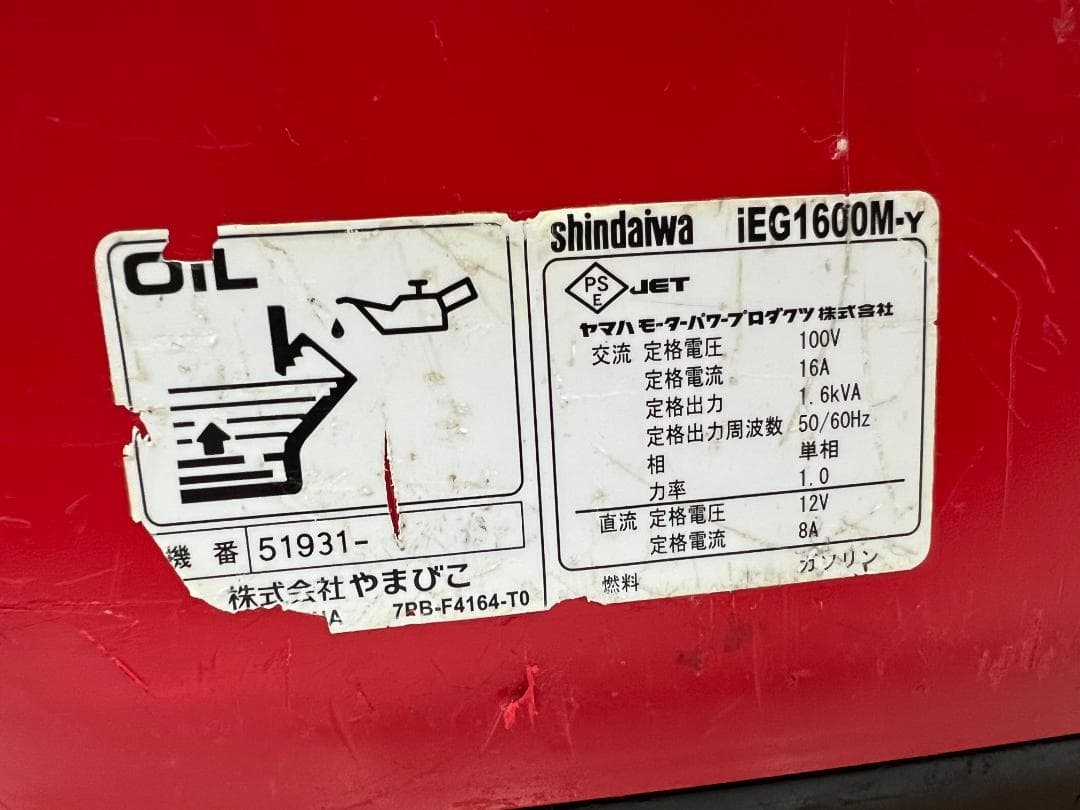 OIL
機 番 51931-
株式会社 やまびこ
7PB-F4164-T0
shindaiwa iEG1600M-Y
PS E JET
ヤマハ モーターパワープロダクツ 株式会社
交流 定格電圧 100V
定格電流 16A
定格出力 1.6kVA
定格出力周波数 50/60Hz
相 単相
力率 1.0
直流 定格電圧 12V
定格電流 8A
燃料 ガソリン